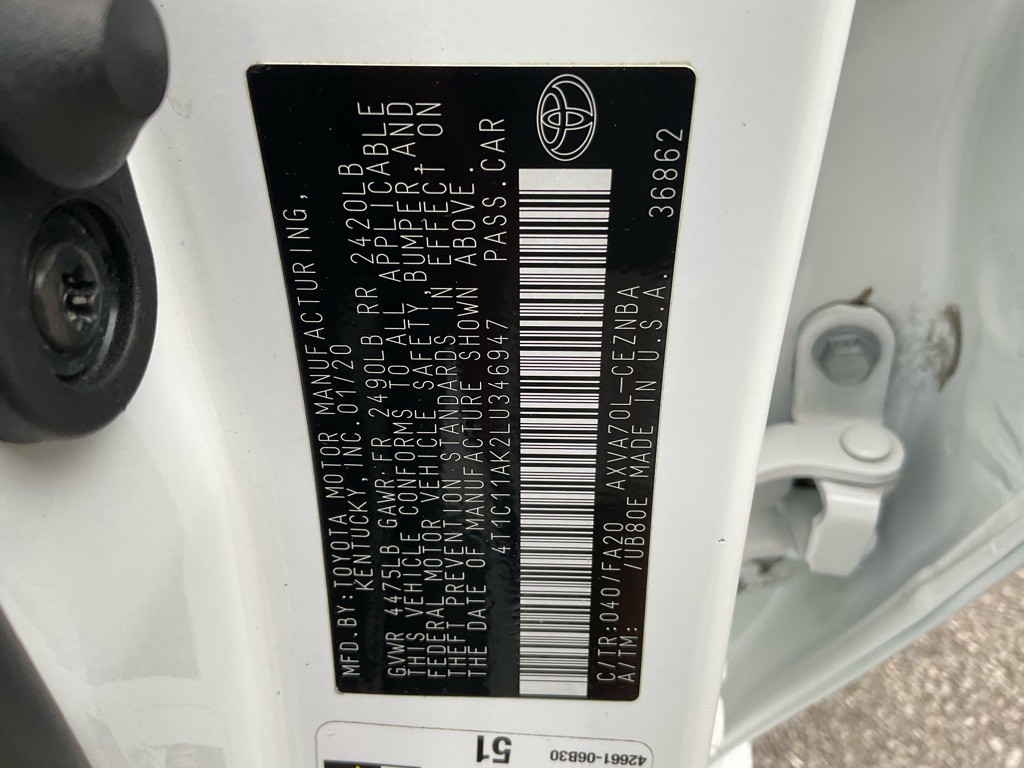 MFD.BY:TOYOTA MOTOR MANUFACTURING,
KENTUCKY, INC. 01/20
GVWR 4475LB GAWR:FR 2490LB RR 2420LB
THIS VEHICLE CONFORMS TO ALL APPLICABLE
FEDERAL MOTOR VEHICLE SAFETY, BUMPER, AND
THEFT PREVENTION STANDARDS IN EFFECT ON
THE DATE OF MANUFACTURE SHOWN ABOVE.
4T1C11AK2LU346947 PASS.CAR
C/TR:040/FA20 AXVA70L-CEZNBA
A/TM: /UB80E MADE IN U.S.A. 36862
51
42661-06B30